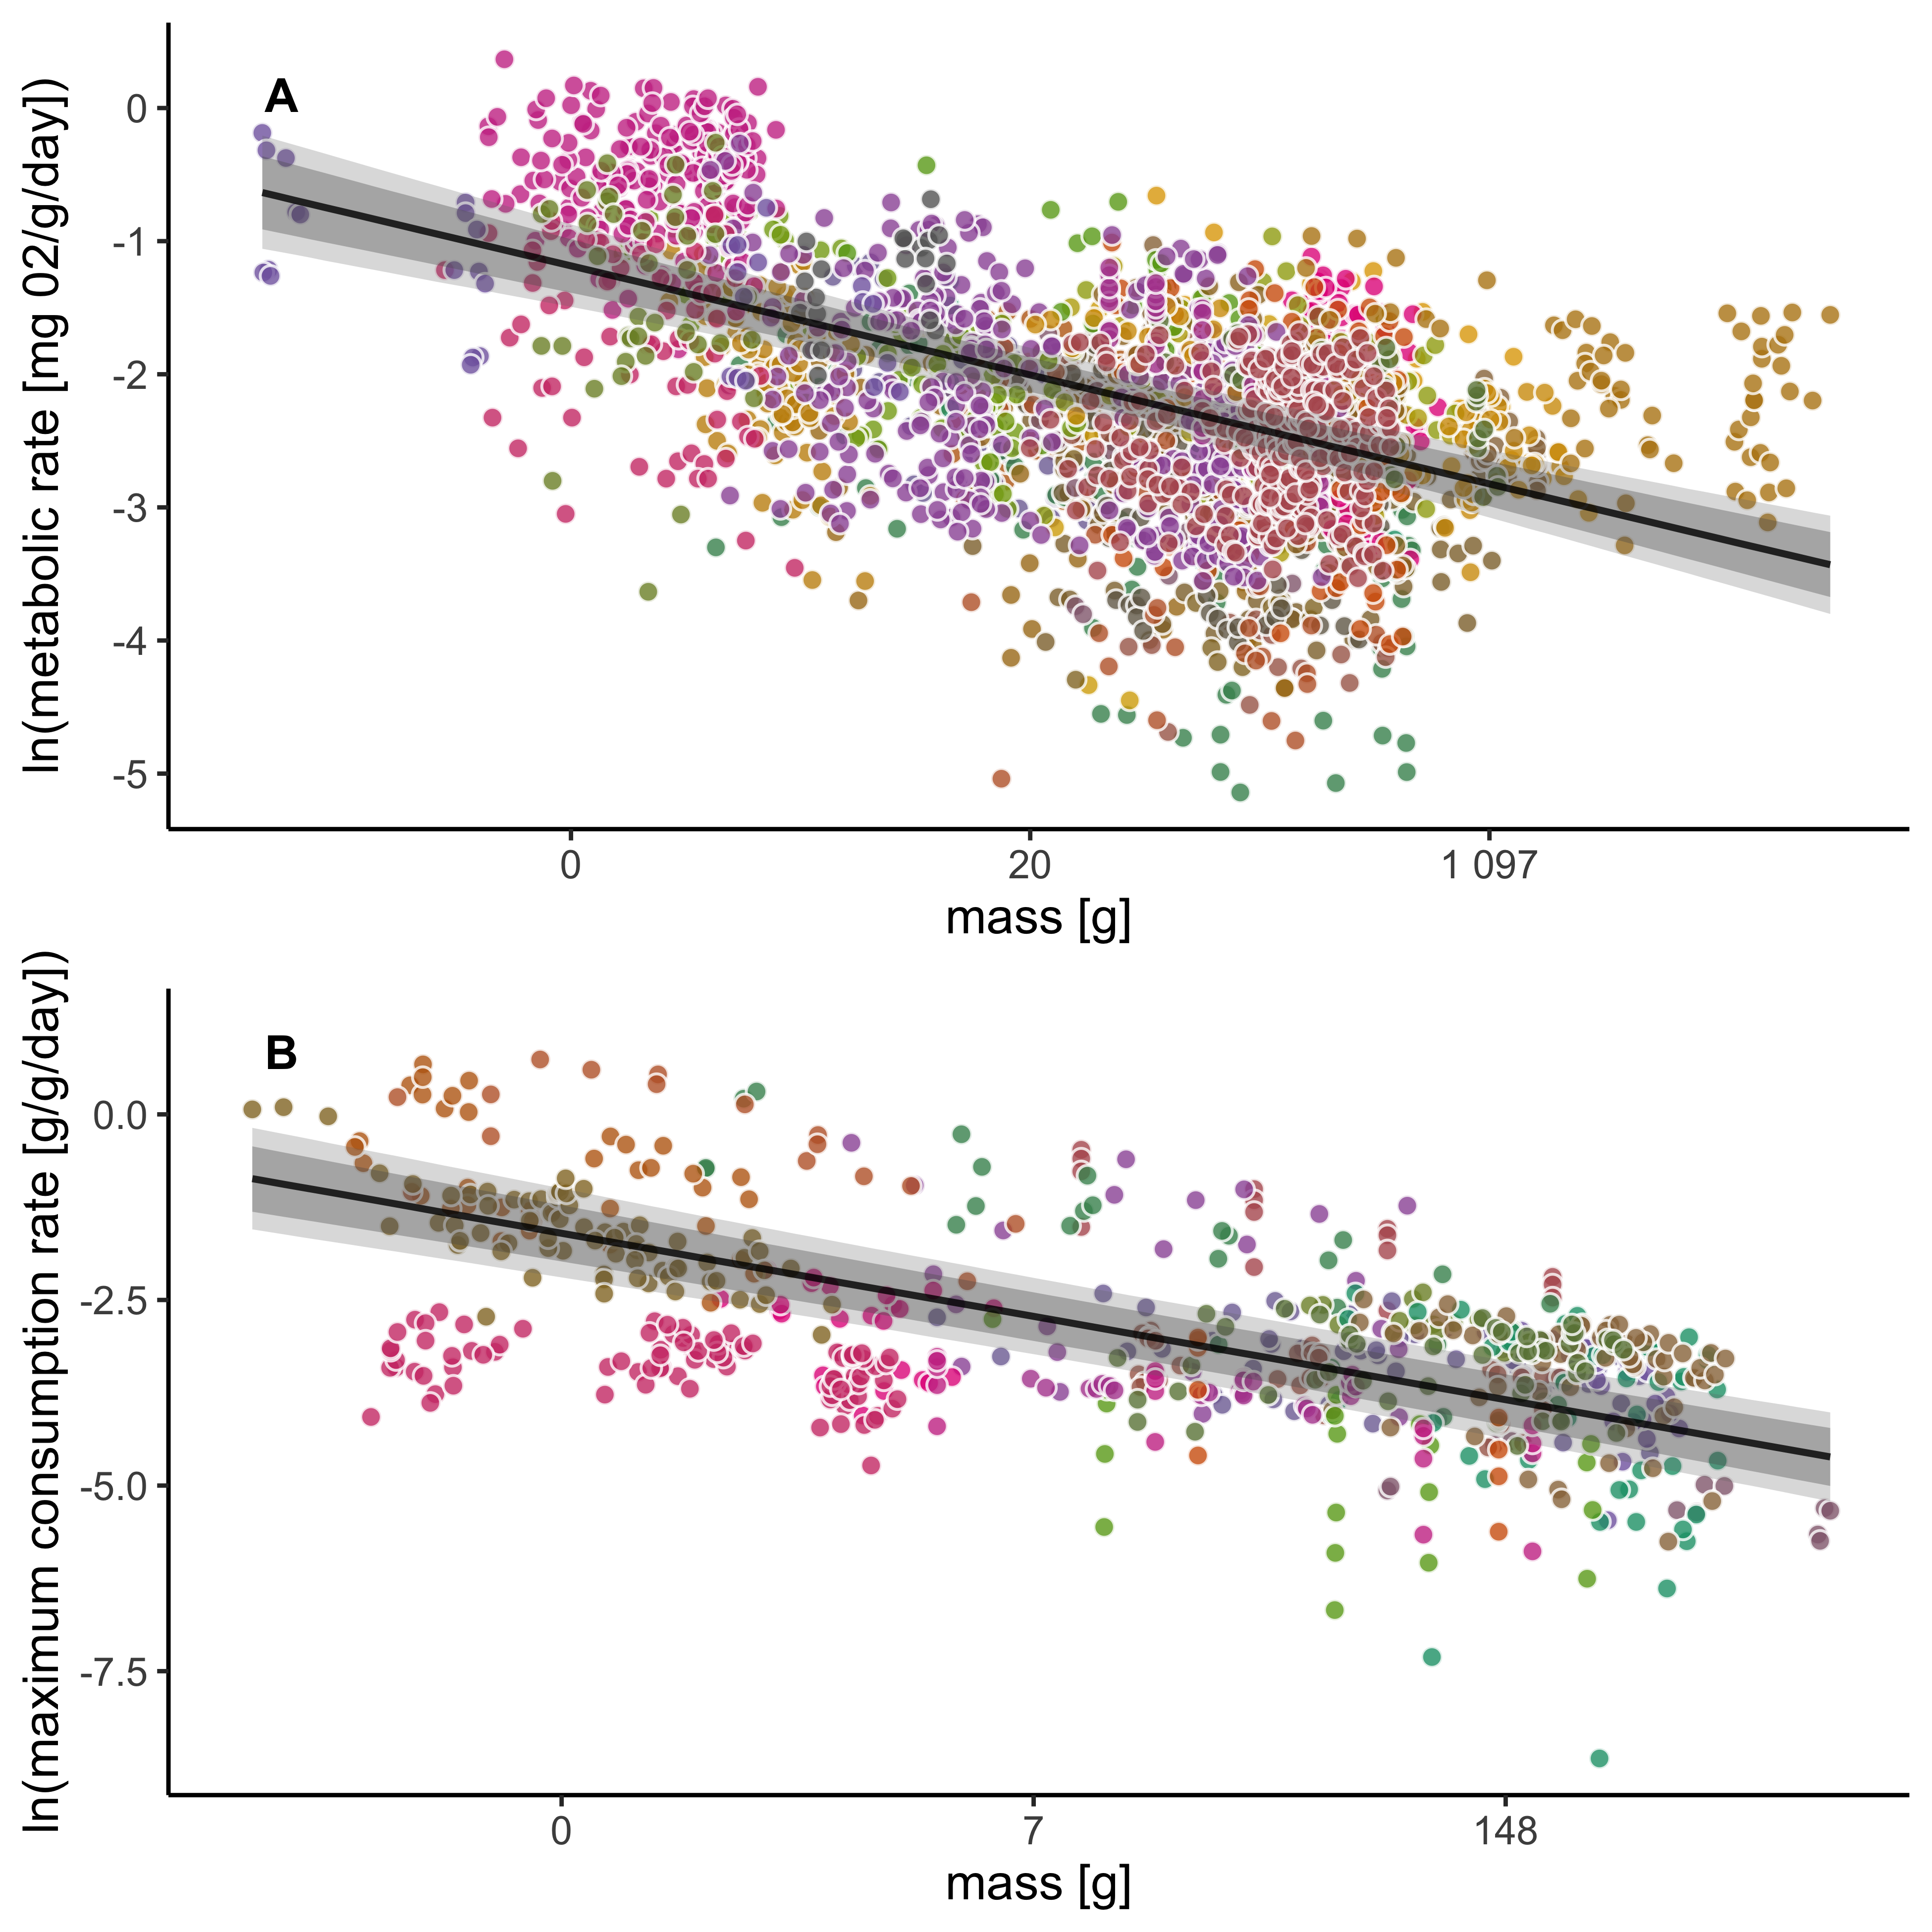 A
ln(metabolic rate [mg 02/g/day])
0
-1
-2
-3
-4
-5
0
20
1 097
mass [g]
B
ln(maximum consumption rate [g/g/day])
0.0
-2.5
-5.0
-7.5
0
7
148
mass [g]